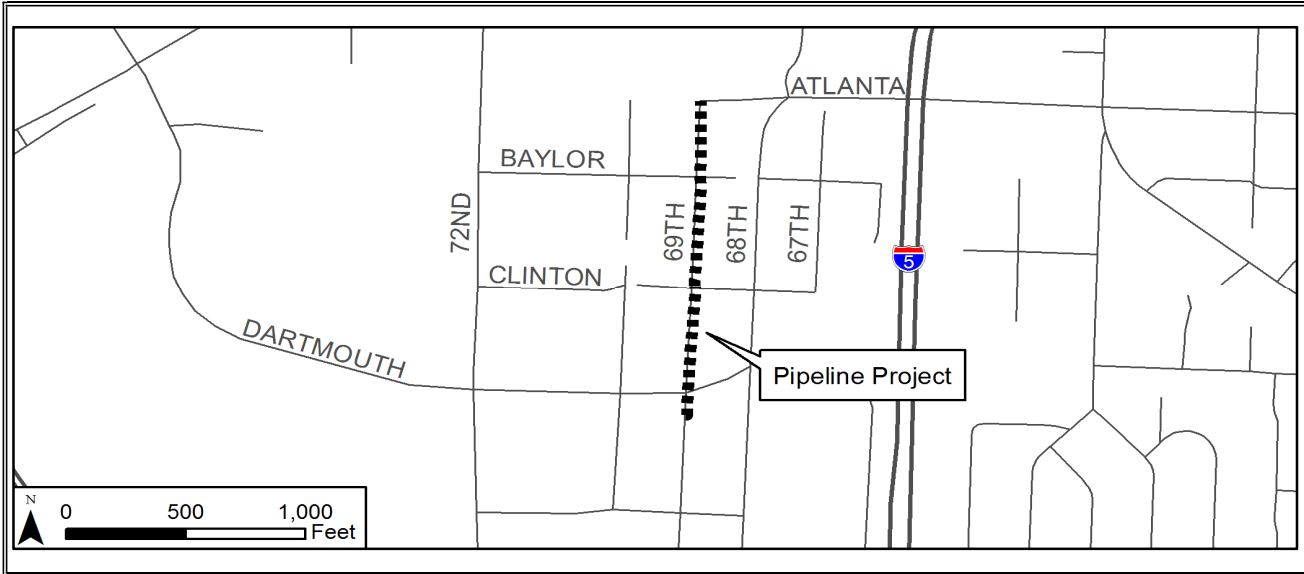 ATLANTA
BAYLOR
72ND
69TH
68TH
67TH
5
CLINTON
DARTMOUTH
Pipeline Project
N
0 500 1,000
Feet